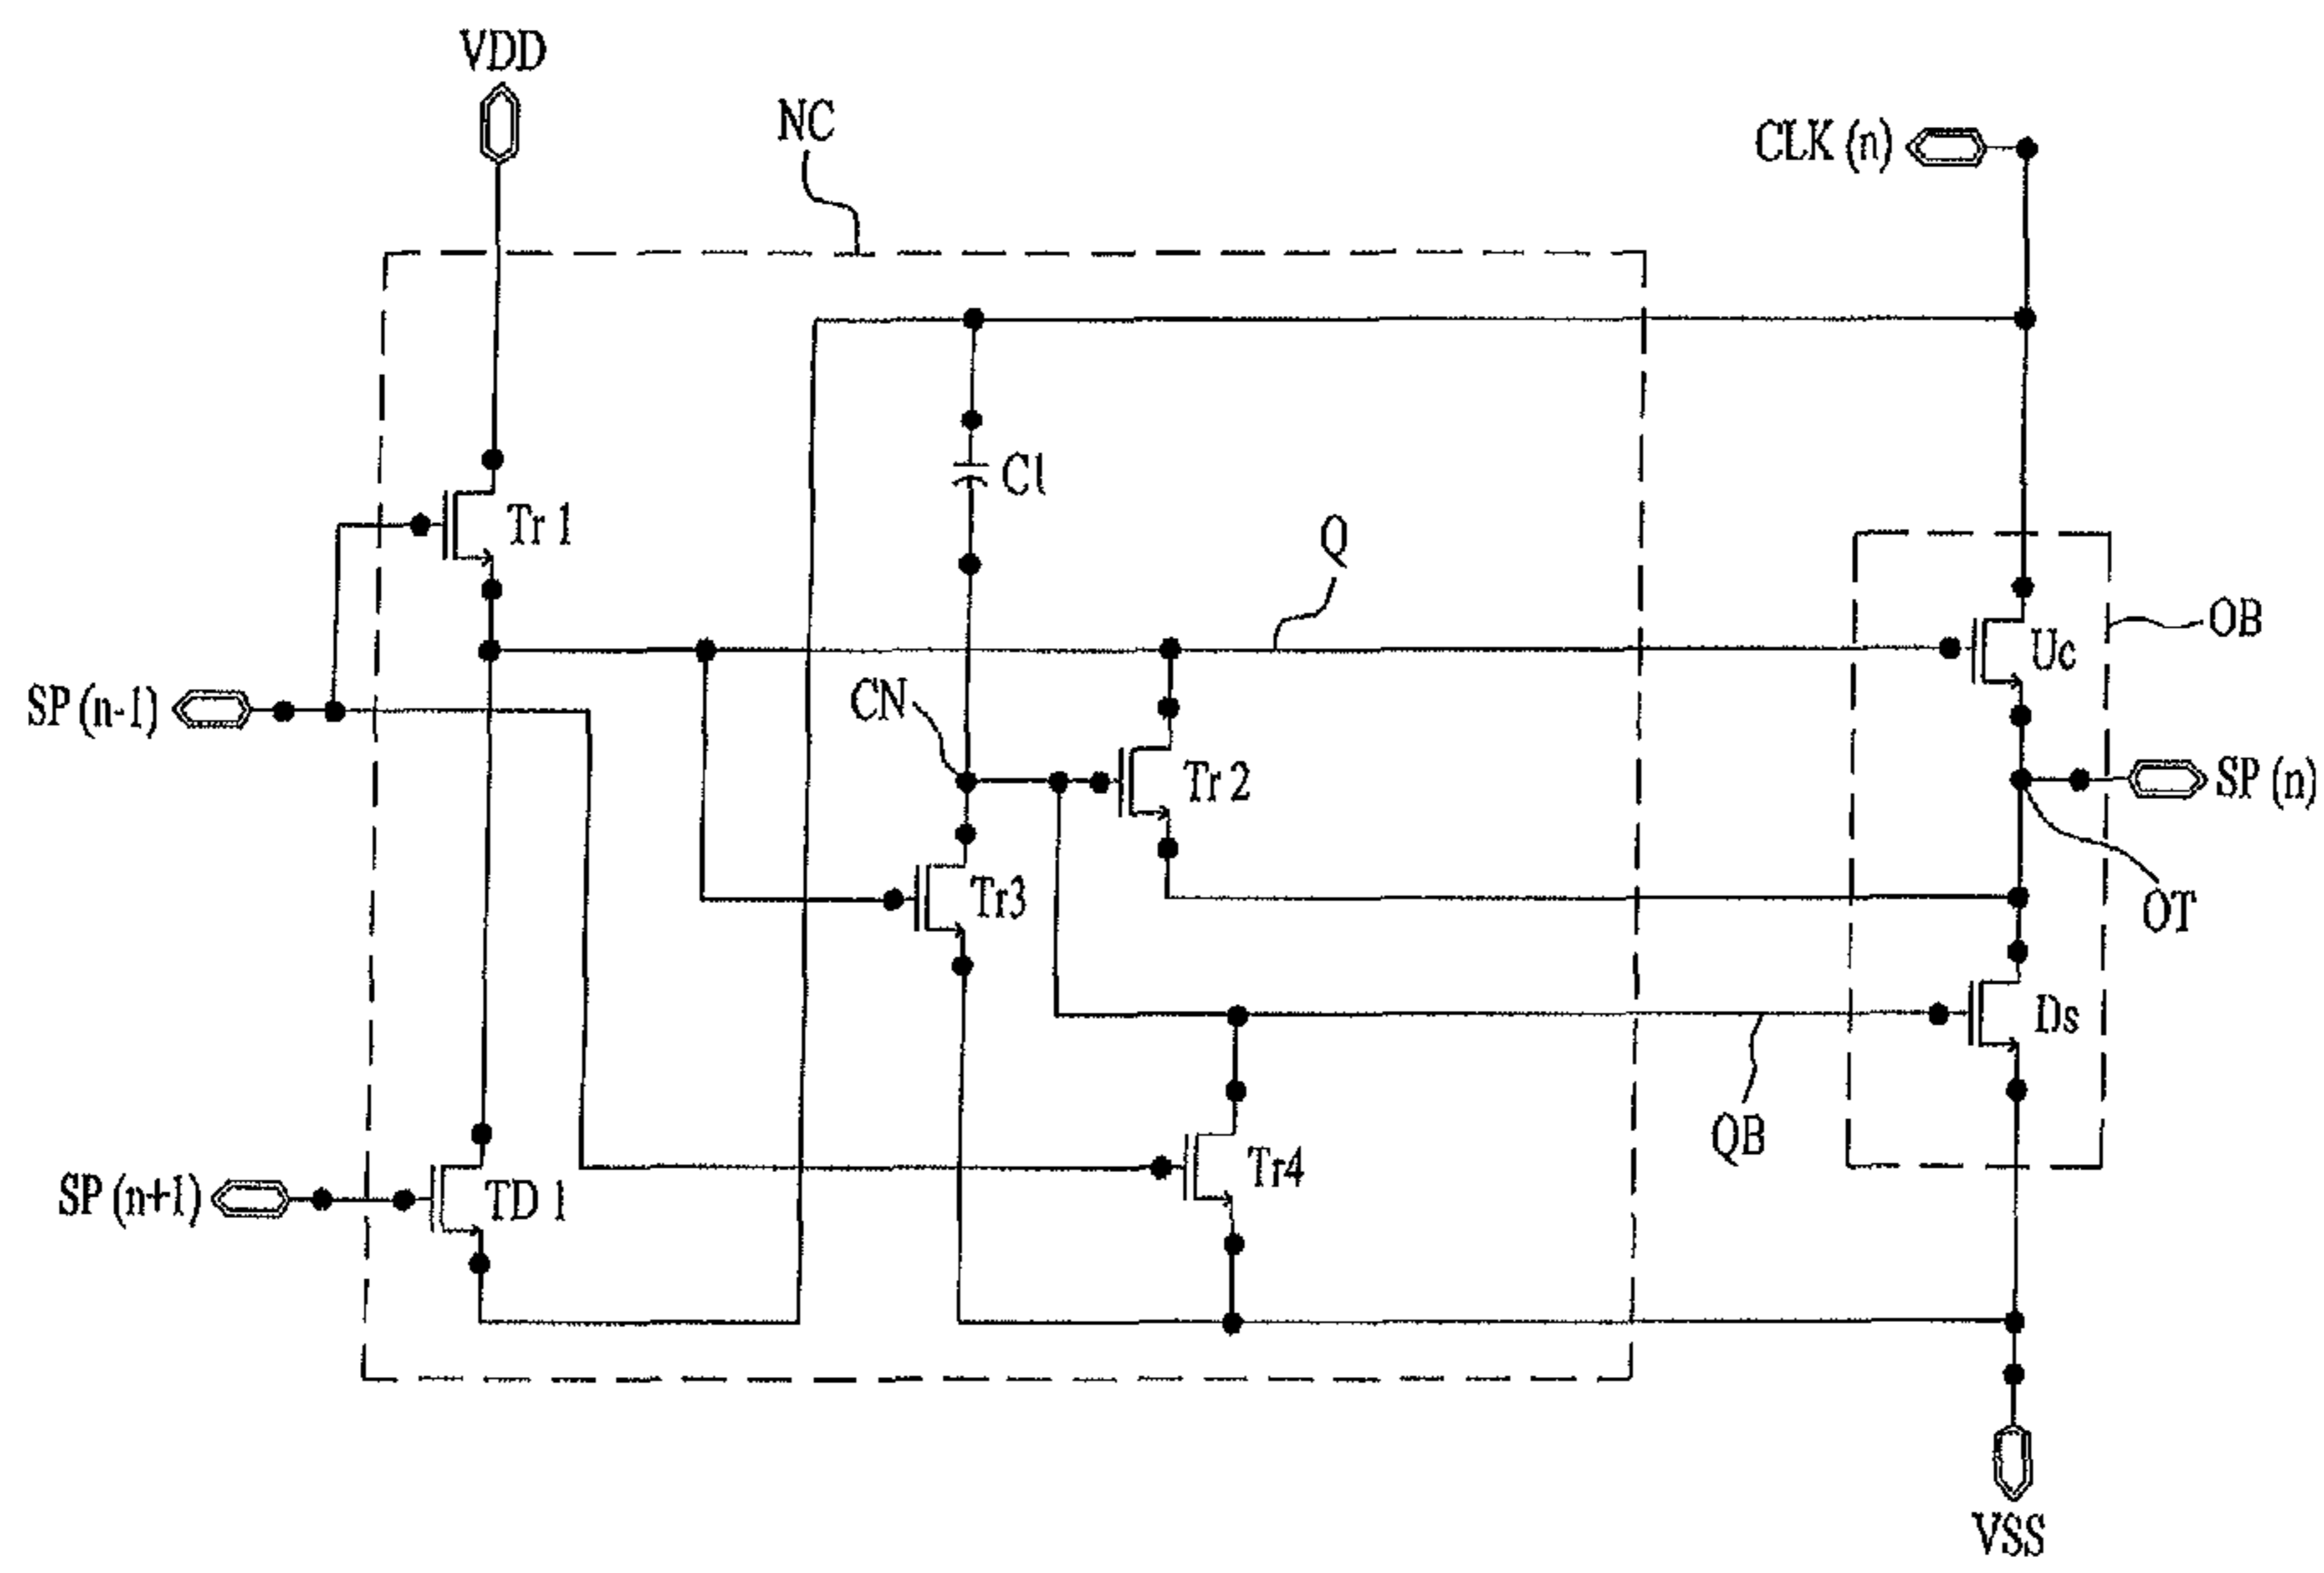 VDD
NC
CLK (n)
Tr 1
C1
Q
Uc
OB
SP (n-1)
CN
Tr 2
SP (n)
Tr3
OT
Ds
QB
Tr4
SP (n+1)
TD 1
VSS